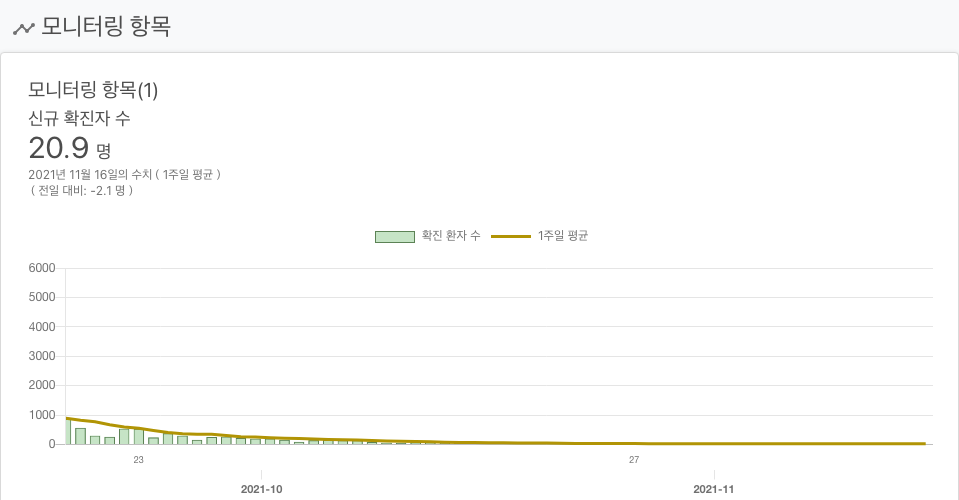 모니터링 항목
모니터링 항목(1)
신규 확진자 수
20.9 명
2021년 11월 16일의 수치 ( 1주일 평균 )
( 전일 대비: -2.1 명 )
확진 환자 수 1주일 평균
6000
5000
4000
3000
2000
1000
0
23 27
2021-10 2021-11